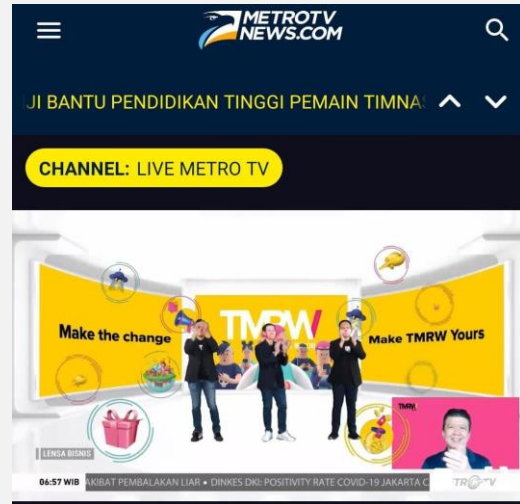 METROTV
NEWS.COM
JI BANTU PENDIDIKAN TINGGI PEMAIN TIMNAS
CHANNEL: LIVE METRO TV
Make the change
TMRW
Make TMRW Yours
TMRW
LENSA BISNIS
06:57 WIB
AKIBAT PEMBALAKAN LIAR • DINKES DKI: POSITIVITY RATE COVID-19 JAKARTA